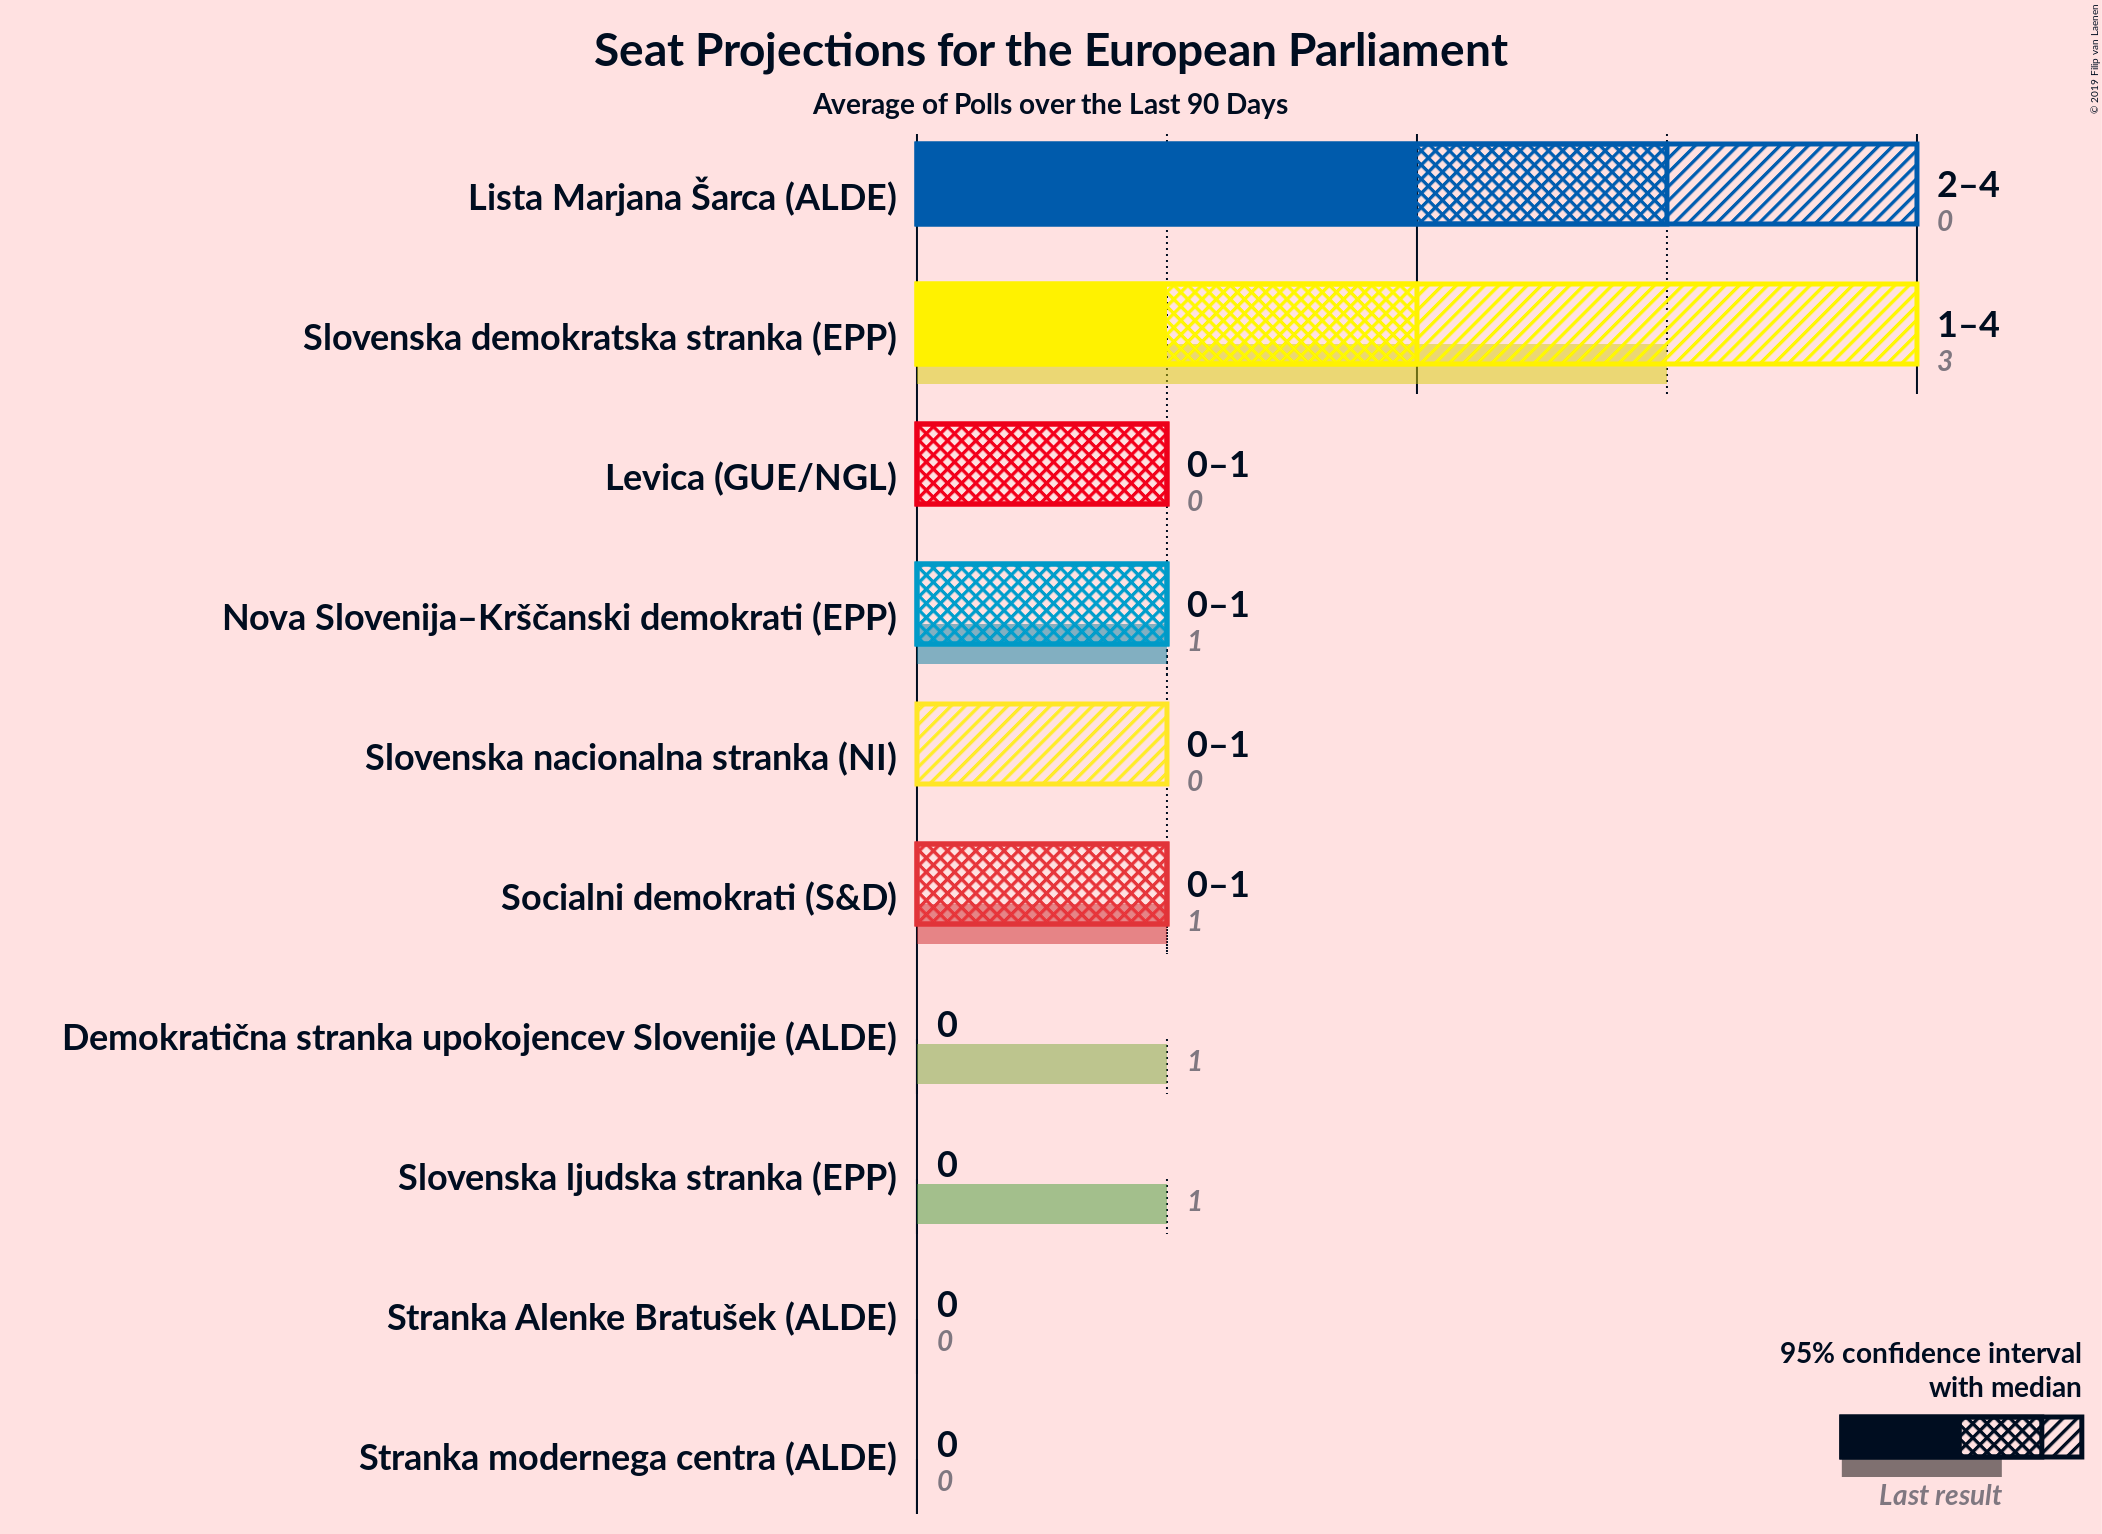 Seat Projections for the European Parliament
Average of Polls over the Last 90 Days
© 2019 Filip van Laenen
Lista Marjana Šarca (ALDE)
2–4
0
Slovenska demokratska stranka (EPP)
1–4
3
Levica (GUE/NGL)
0–1
0
Nova Slovenija–Krščanski demokrati (EPP)
0–1
1
Slovenska nacionalna stranka (NI)
0–1
0
Socialni demokrati (S&D)
0–1
1
Demokratična stranka upokojencev Slovenije (ALDE)
0
1
Slovenska ljudska stranka (EPP)
0
1
Stranka Alenke Bratušek (ALDE)
0
0
Stranka modernega centra (ALDE)
0
0
95% confidence interval
with median
Last result